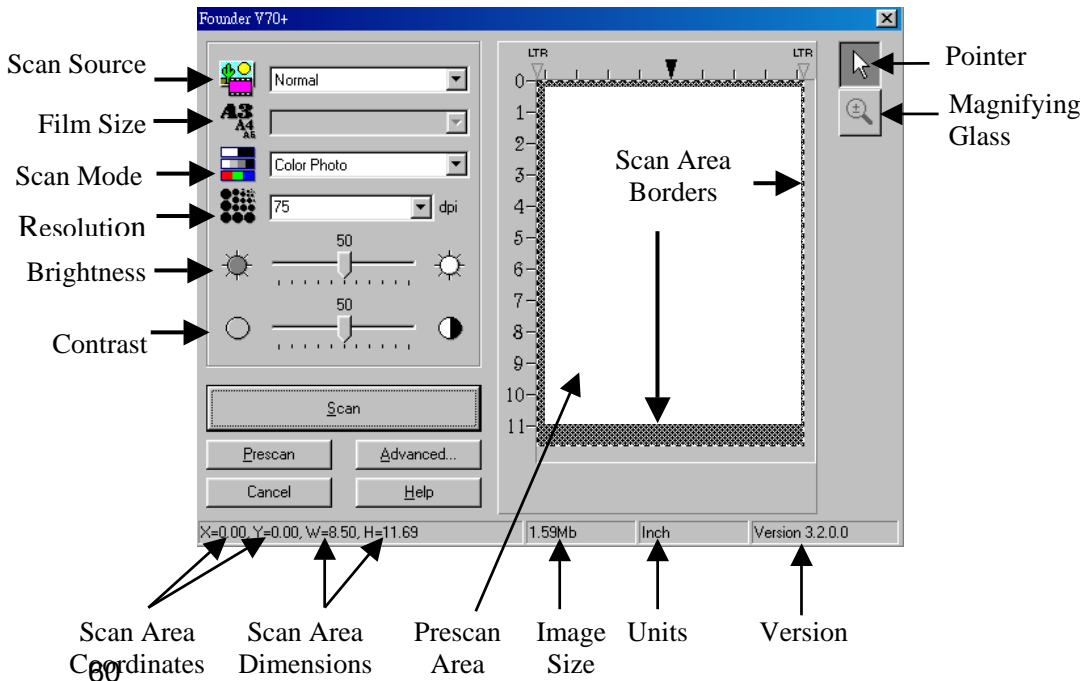 Founder V70+
Scan Source
Normal
Film Size
A3
A4
A5
Scan Mode
Color Photo
Resolution
75
dpi
Brightness
50
Contrast
50
Scan
Prescan
Advanced...
Cancel
Help
LTR
LTR
0
1
2
3
4
5
6
7
8
9
10
11
Scan Area
Borders
Pointer
Magnifying
Glass
X=0.00, Y=0.00, W=8.50, H=11.69
1.59Mb
Inch
Version 3.2.0.0
Scan Area
Coordinates
Scan Area
Dimensions
Prescan
Area
Image
Size
Units
Version
60